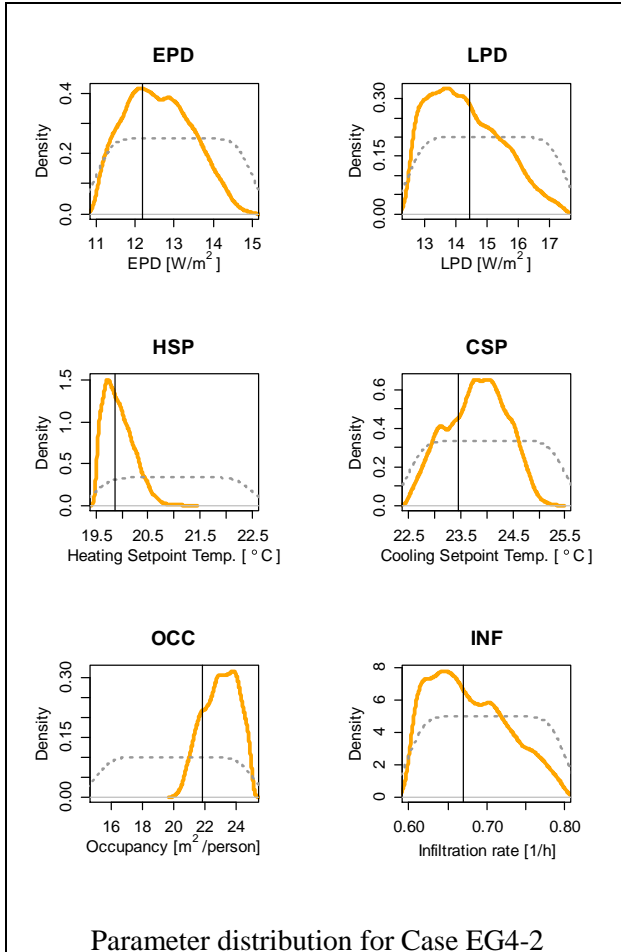 EPD
Density
0.0 0.2 0.4
11 12 13 14 15
EPD [W/m²]
LPD
Density
0.00 0.15 0.30
13 14 15 16 17
LPD [W/m²]
HSP
Density
0.0 0.5 1.0 1.5
19.5 20.5 21.5 22.5
Heating Setpoint Temp. [°C]
CSP
Density
0.0 0.2 0.4 0.6
22.5 23.5 24.5 25.5
Cooling Setpoint Temp. [°C]
OCC
Density
0.00 0.15 0.30
16 18 20 22 24
Occupancy [m²/person]
INF
Density
0 2 4 6 8
0.60 0.70 0.80
Infiltration rate [1/h]
Parameter distribution for Case EG4-2